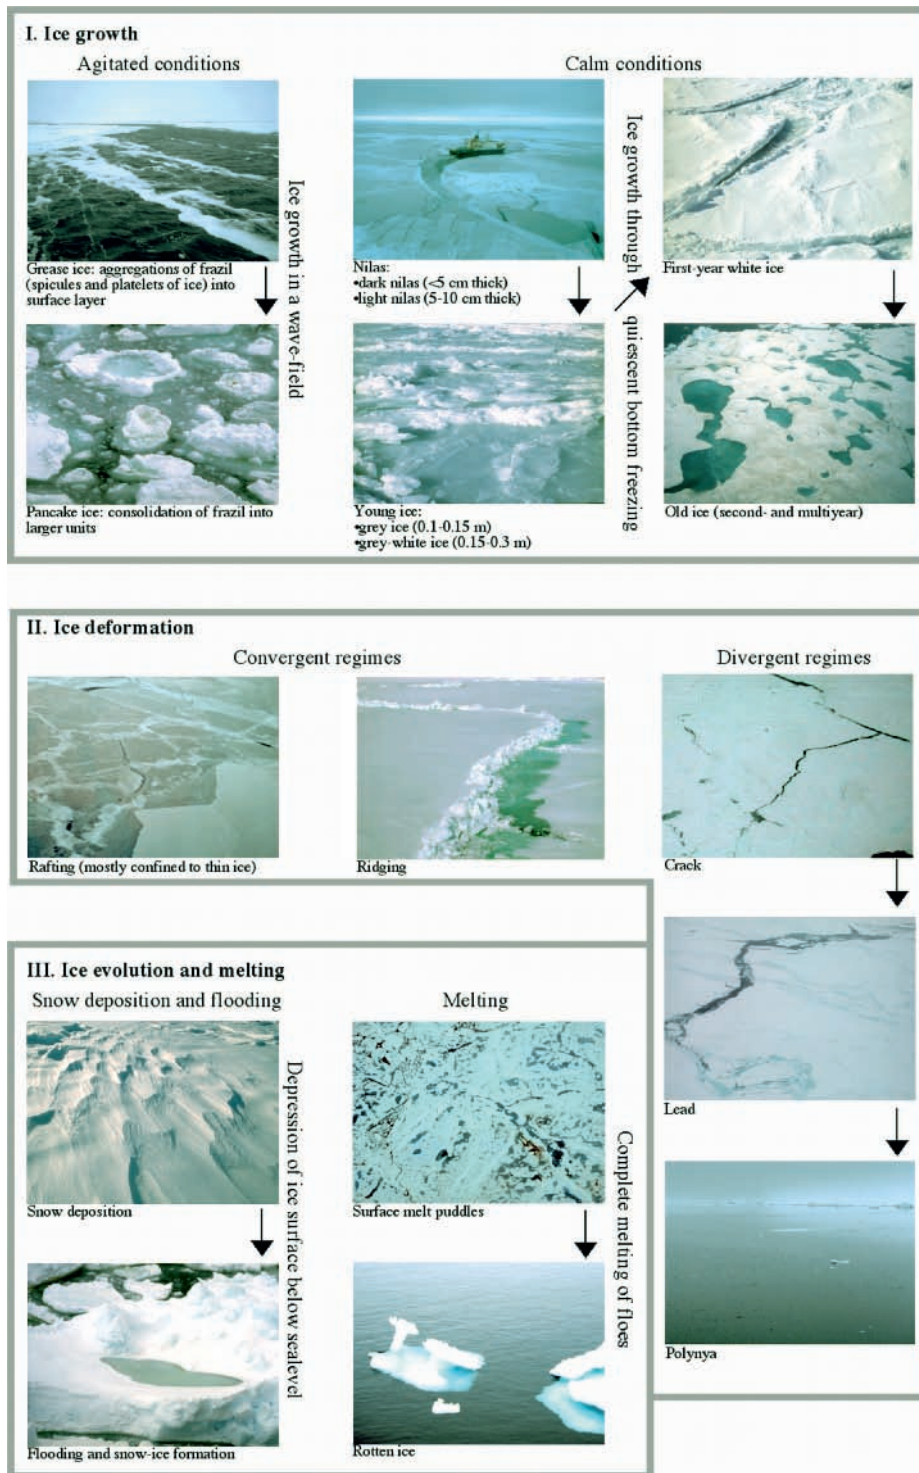 I. Ice growth
Agitated conditions
Calm conditions
Grease ice: aggregations of frazil
(spicules and platelets of ice) into
surface layer
Ice growth in a
wave-field
Nilas:
•dark nilas (<5 cm thick)
•light nilas (5-10 cm thick)
Ice growth through
quiescent bottom freezing
First-year white ice
Pancake ice: consolidation of frazil into
larger units
Young ice:
•grey ice (0.1-0.15 m)
•grey-white ice (0.15-0.3 m)
Old ice (second- and multiyear)
II. Ice deformation
Convergent regimes
Divergent regimes
Rafting (mostly confined to thin ice)
Ridging
Crack
Lead
Polynya
III. Ice evolution and melting
Snow deposition and flooding
Melting
Snow deposition
Depression of ice surface below sealevel
Surface melt puddles
Complete melting of floes
Flooding and snow-ice formation
Rotten ice